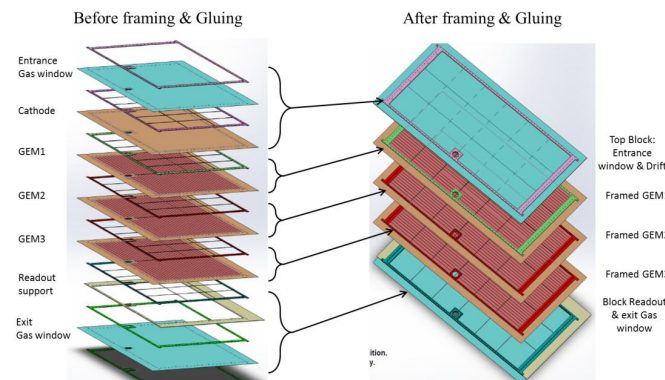 Before framing & Gluing
After framing & Gluing
Entrance
Gas window
Cathode
GEM1
GEM2
GEM3
Readout
support
Exit
Gas window
Top Block:
Entrance
window & Drift
Framed GEM
Framed GEM
Framed GEM
Block Readout
& exit Gas
window
ition.
y.